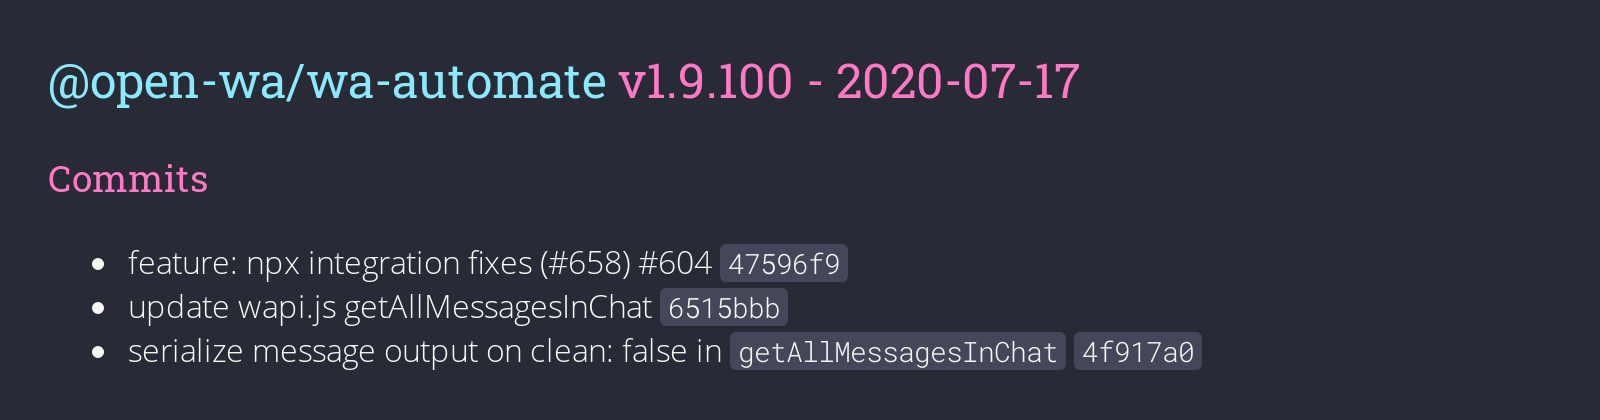 @open-wa/wa-automate v1.9.100 - 2020-07-17
Commits
feature: npx integration fixes (#658) #604 47596f9
update wapi.js getAllMessagesInChat 6515bbb
serialize message output on clean: false in getAllMessagesInChat 4f917a0